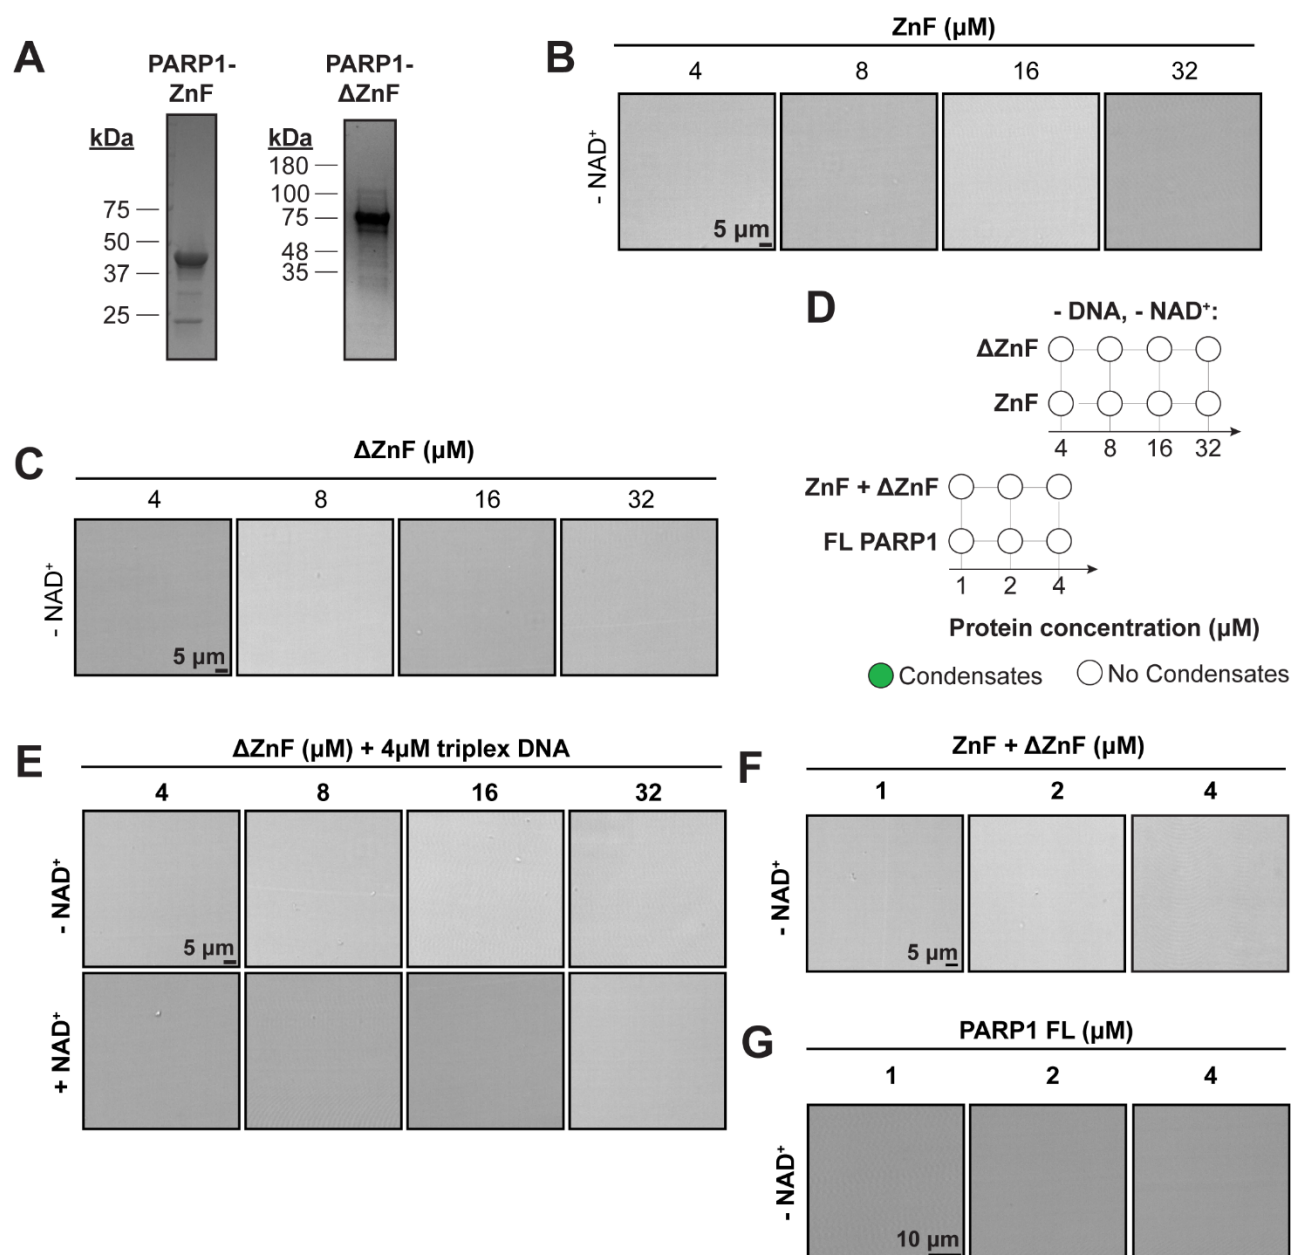 A
PARP1-
ZnF
kDa
75
50
37
25
PARP1-
ΔZnF
kDa
180
100
75
48
35
B
ZnF (µM)
4 8 16 32
- NAD⁺
5 µm
C
ΔZnF (µM)
4 8 16 32
- NAD⁺
5 µm
D
- DNA, - NAD⁺:
ΔZnF
ZnF
4 8 16 32
ZnF + ΔZnF
FL PARP1
1 2 4
Protein concentration (µM)
Condensates No Condensates
E
ΔZnF (µM) + 4µM triplex DNA
4 8 16 32
- NAD⁺
5 µm
+ NAD⁺
F
ZnF + ΔZnF (µM)
1 2 4
- NAD⁺
5 µm
G
PARP1 FL (µM)
1 2 4
- NAD⁺
10 µm